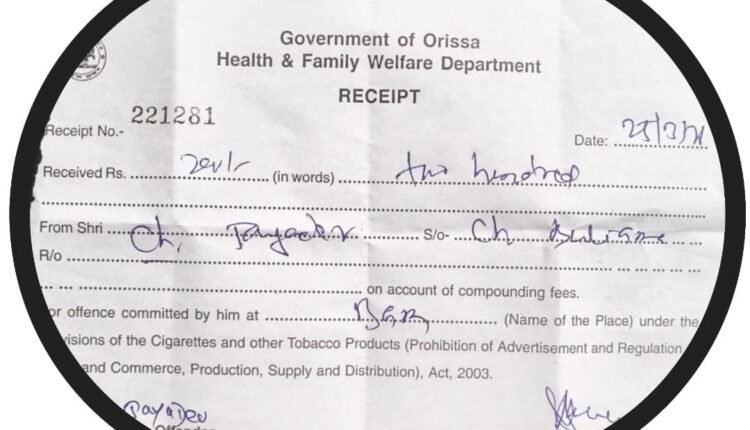 Government of Orissa
Health & Family Welfare Department
RECEIPT
Receipt No.- 221281
Date:
Received Rs. ........ (in words) two hundred
From Shri Ch. ........ S/o- Ch
R/o ........
........ on account of compounding fees.
or offence committed by him at ........ (Name of the Place) under the
visions of the Cigarettes and other Tobacco Products (Prohibition of Advertisement and Regulation
and Commerce, Production, Supply and Distribution), Act, 2003.